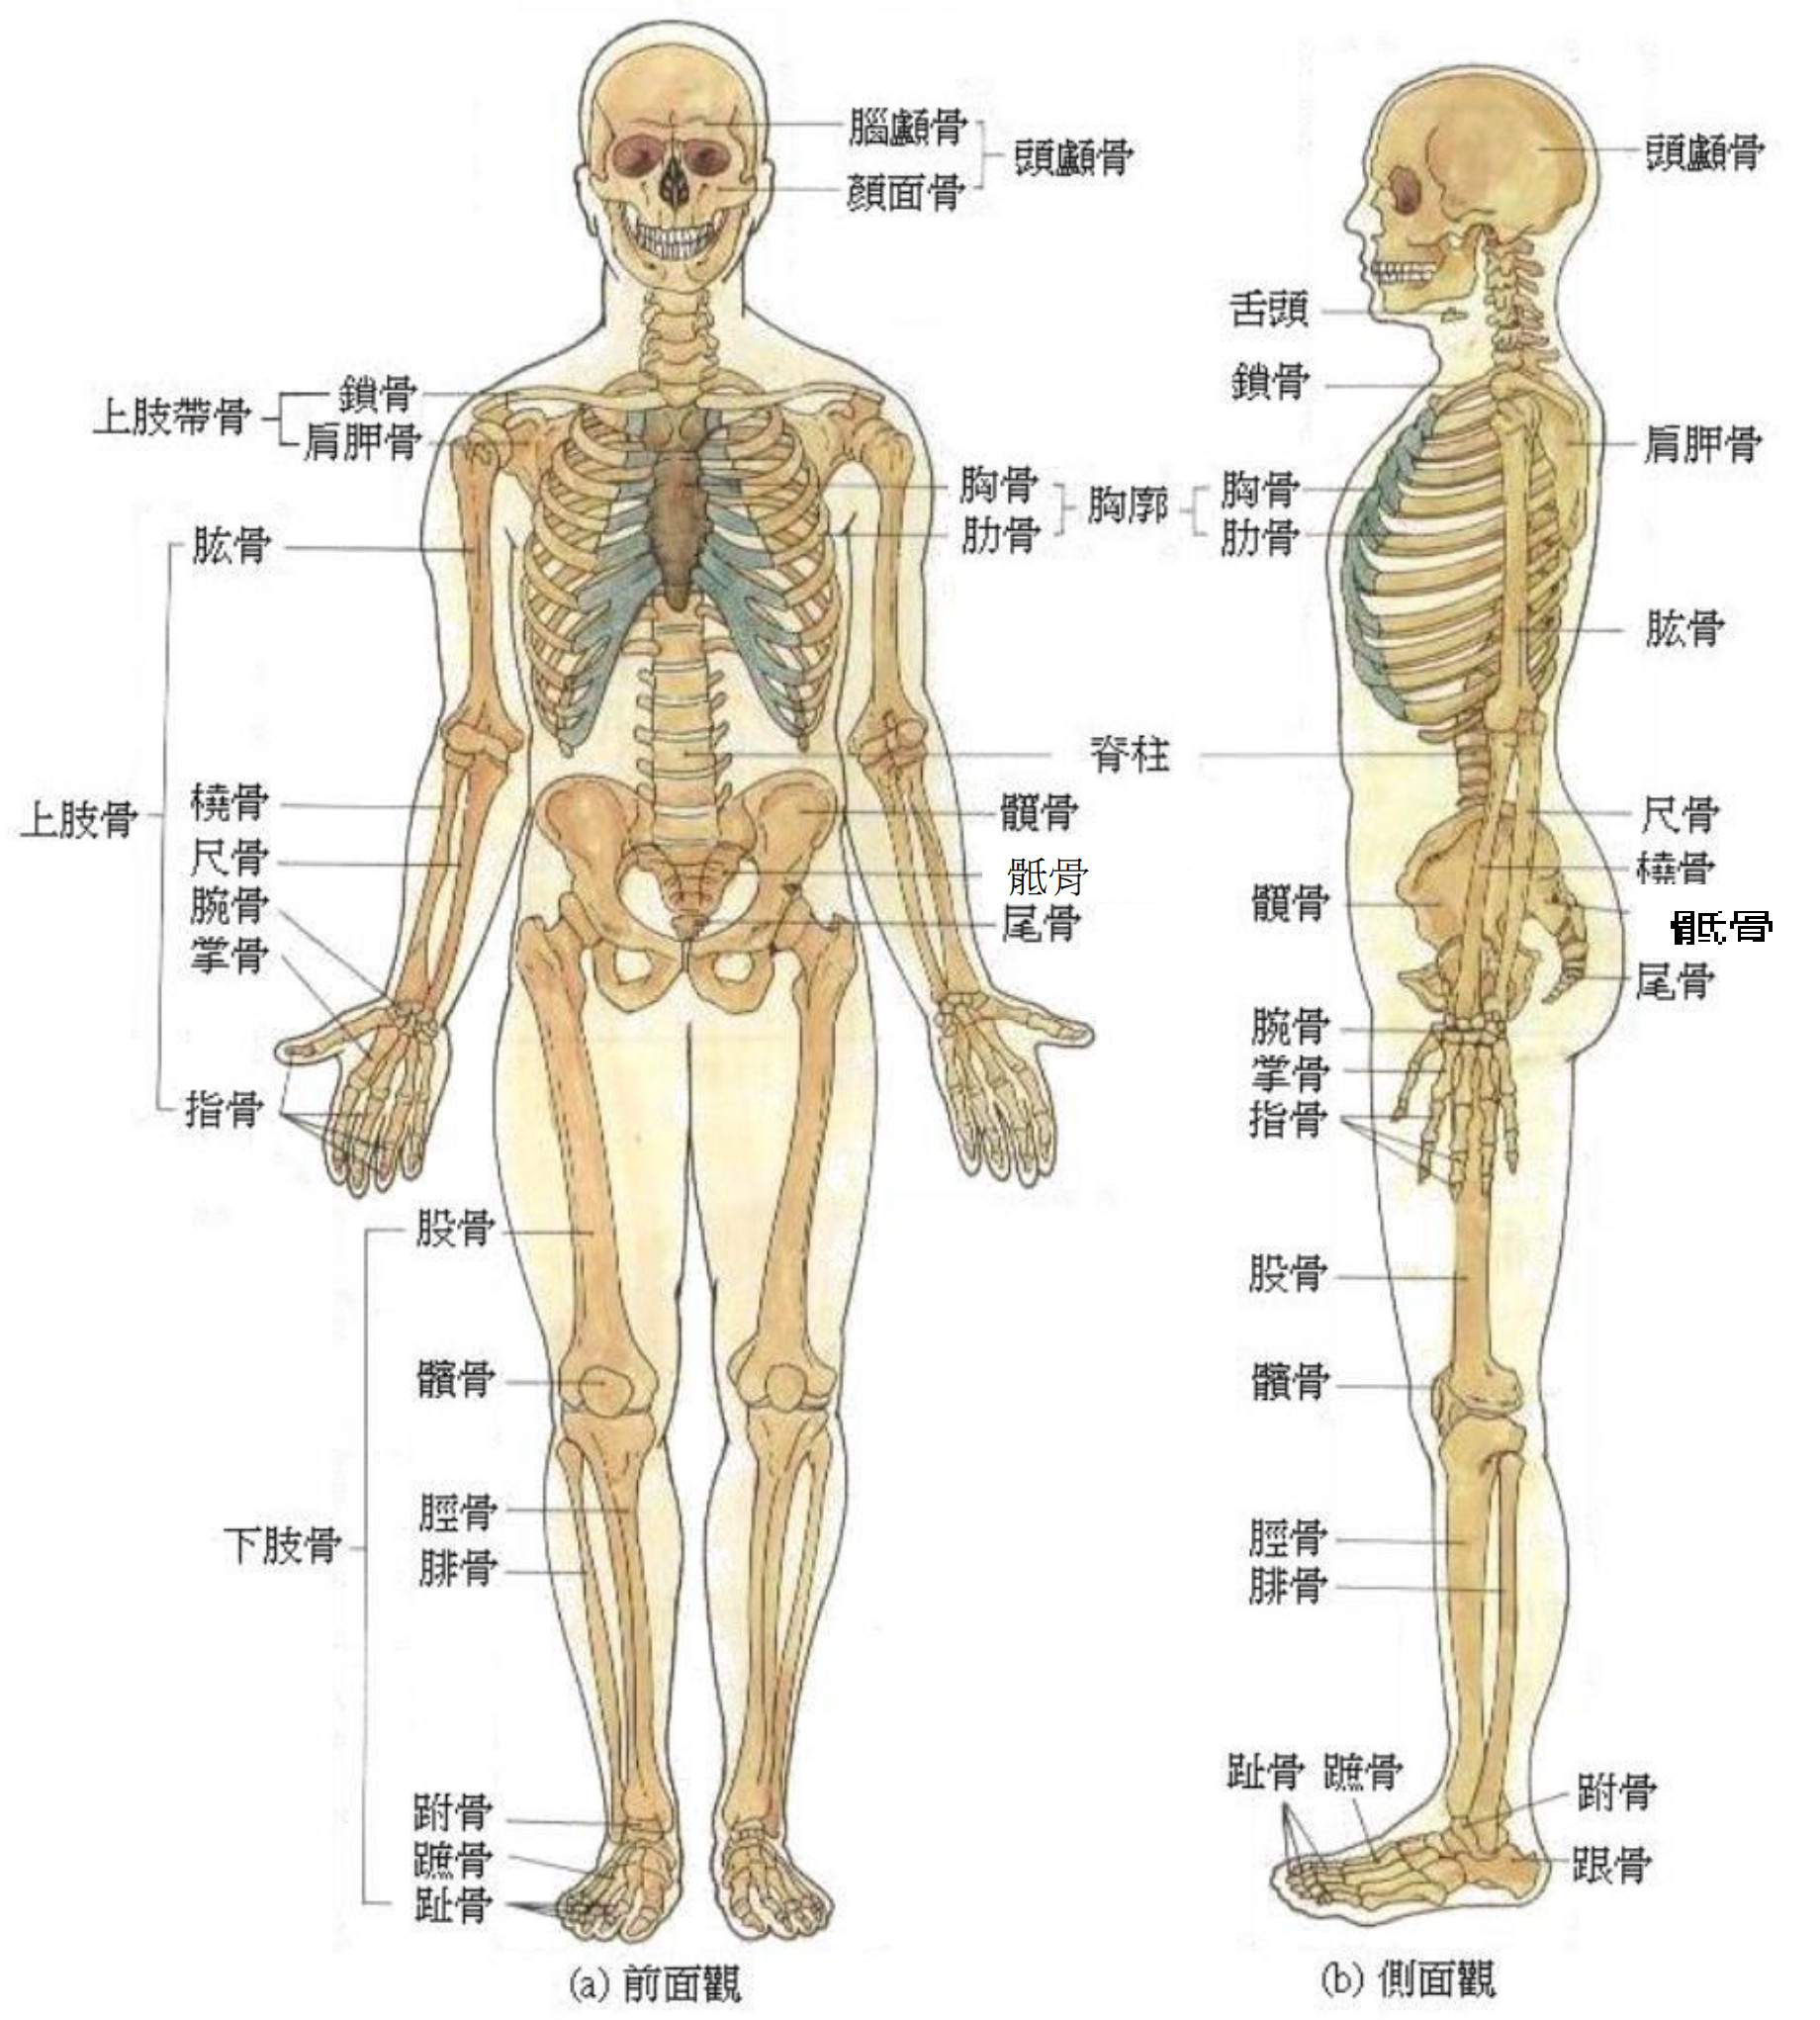 腦顱骨
顏面骨
頭顱骨
鎖骨
肩胛骨
上肢帶骨
胸骨
肋骨
胸廓
肱骨
橈骨
尺骨
腕骨
掌骨
指骨
上肢骨
脊柱
髖骨
骶骨
尾骨
股骨
髕骨
脛骨
腓骨
跗骨
蹠骨
趾骨
下肢骨
(a) 前面觀
頭顱骨
舌頭
鎖骨
肩胛骨
胸骨
肋骨
肱骨
尺骨
橈骨
髖骨
骶骨
尾骨
腕骨
掌骨
指骨
股骨
髕骨
脛骨
腓骨
趾骨 蹠骨
跗骨
跟骨
(b) 側面觀